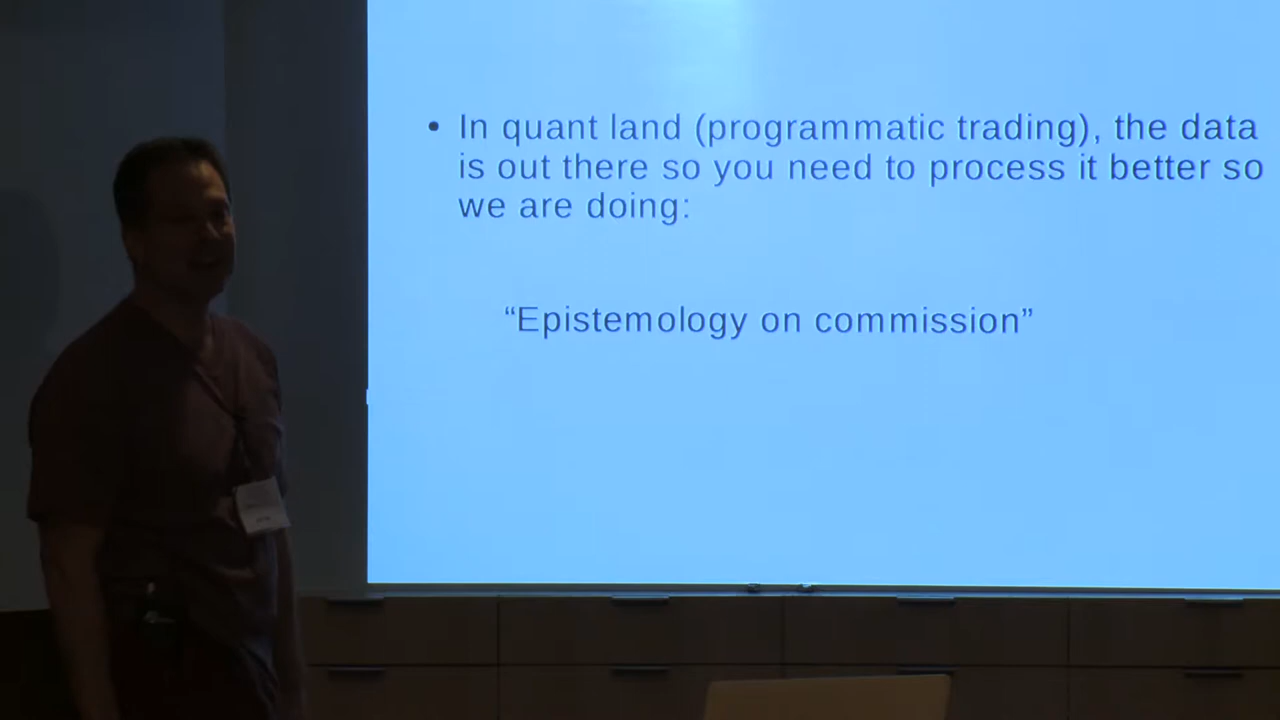 • In quant land (programmatic trading), the data
is out there so you need to process it better so
we are doing:
“Epistemology on commission”